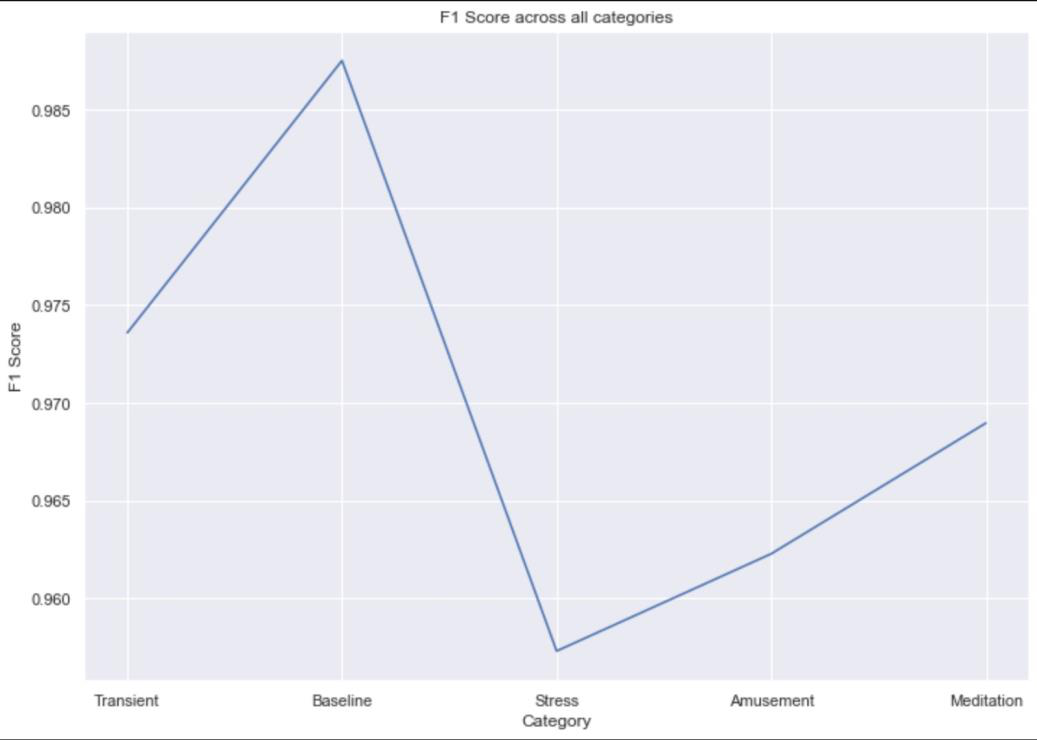 F1 Score across all categories
0.985
0.980
0.975
0.970
0.965
0.960
F1 Score
Transient Baseline Stress Amusement Meditation
Category